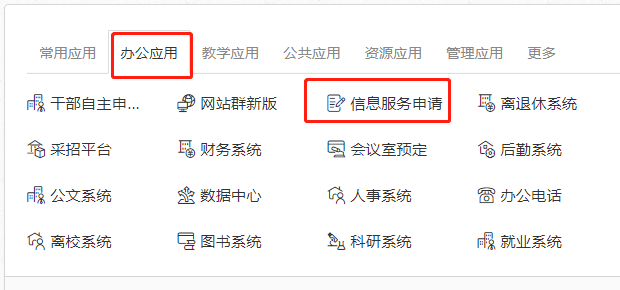 常用应用 办公应用 教学应用 公共应用 资源应用 管理应用 更多
干部自主申... 网站群新版 信息服务申请 离退休系统
采招平台 财务系统 会议室预定 后勤系统
公文系统 数据中心 人事系统 办公电话
离校系统 图书系统 科研系统 就业系统